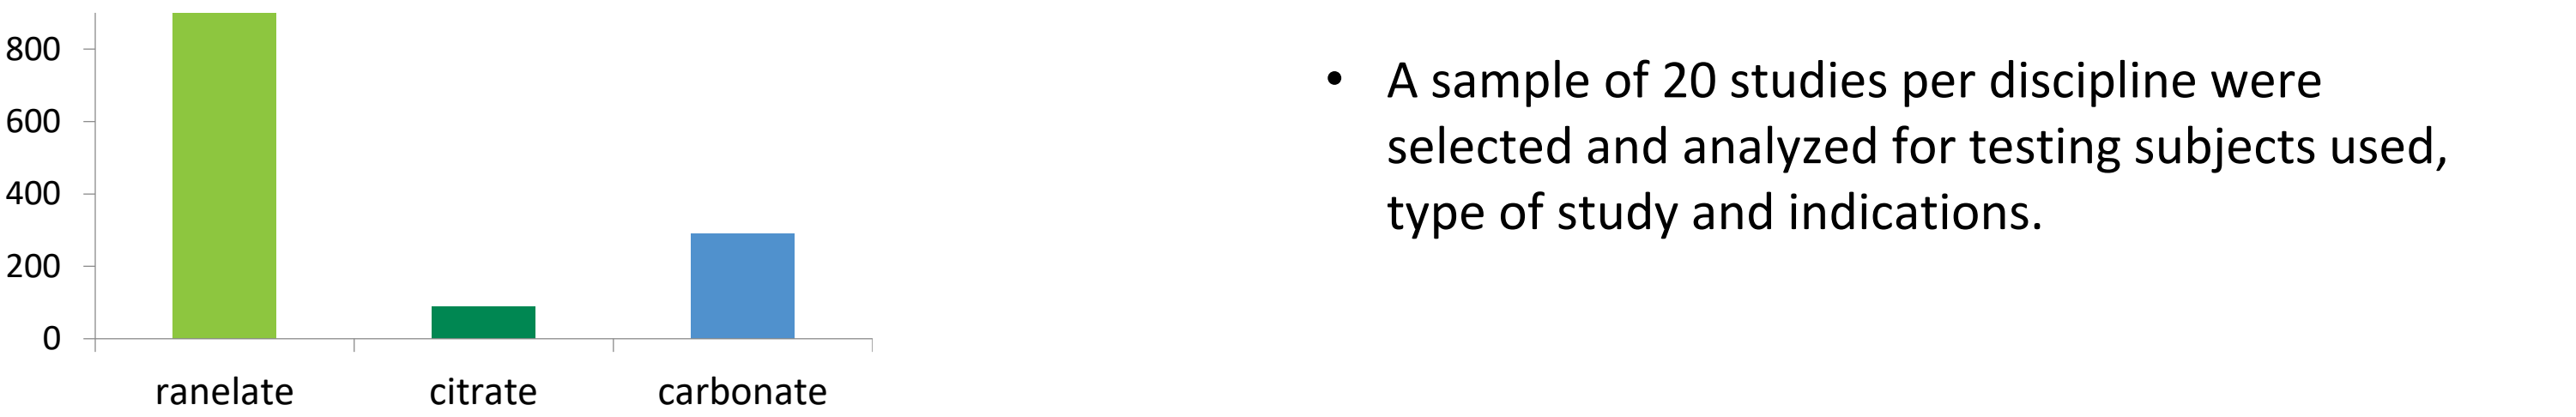 800
600
400
200
0
ranelate
citrate
carbonate
• A sample of 20 studies per discipline were
selected and analyzed for testing subjects used,
type of study and indications.